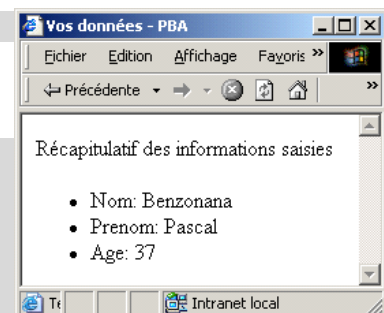 Vos données - PBA
Fichier Edition Affichage Favoris »
Précédente »
Récapitulatif des informations saisies
• Nom: Benzonana
• Prenom: Pascal
• Age: 37
Intranet local